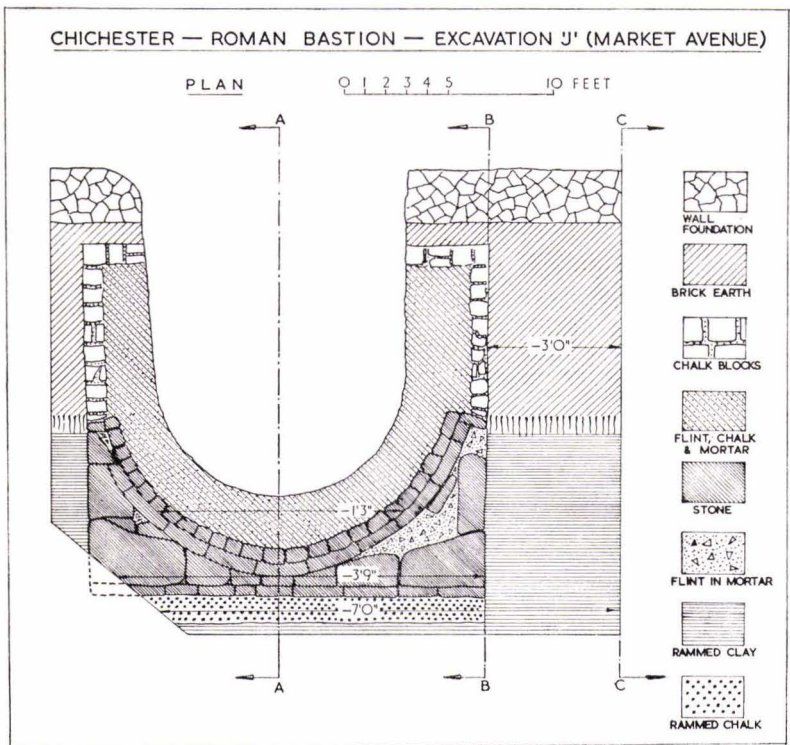 CHICHESTER — ROMAN BASTION — EXCAVATION 'J' (MARKET AVENUE)
PLAN
0 1 2 3 4 5 10 FEET
A B C
WALL
FOUNDATION
BRICK EARTH
–3'0"
CHALK BLOCKS
FLINT, CHALK
& MORTAR
STONE
–1'3"
FLINT IN MORTAR
–3'9"
–7'0"
RAMMED CLAY
A B C
RAMMED CHALK